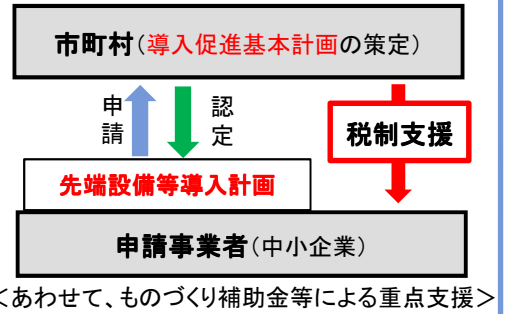 市町村(導入促進基本計画の策定)
申請
認定
税制支援
先端設備等導入計画
申請事業者(中小企業)
<あわせて、ものづくり補助金等による重点支援>